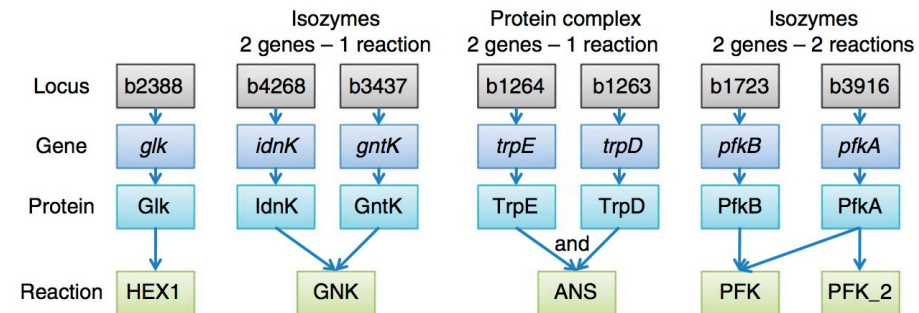 Isozymes
2 genes – 1 reaction
Protein complex
2 genes – 1 reaction
Isozymes
2 genes – 2 reactions
Locus b2388 b4268 b3437 b1264 b1263 b1723 b3916
Gene glk idnK gntK trpE trpD pfkB pfkA
Protein Glk IdnK GntK TrpE TrpD PfkB PfkA
and
Reaction HEX1 GNK ANS PFK PFK_2